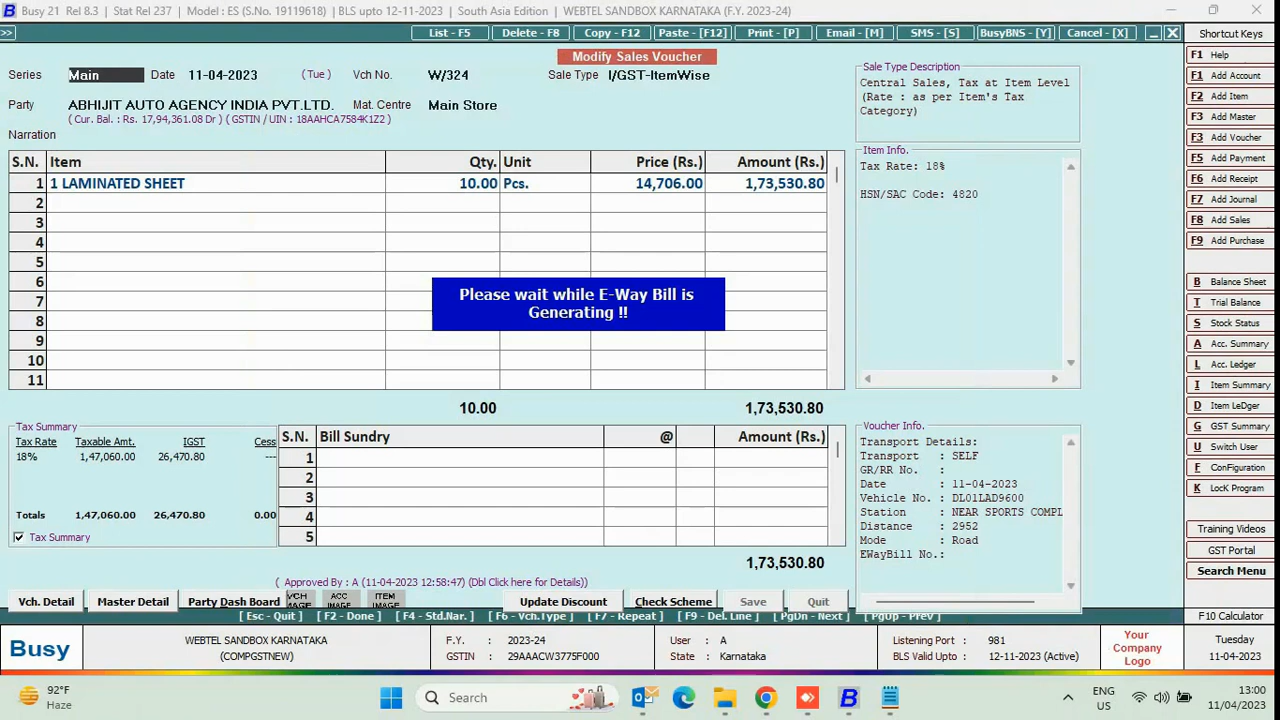 Busy 21 Rel 8.3 | Stat Rel 237 | Model : ES (S.No. 19119618) | BLS upto 12-11-2023 | South Asia Edition | WEBTEL SANDBOX KARNATAKA (F.Y. 2023-24)
>> List - F5 Delete - F8 Copy - F12 Paste - [F12] Print - [P] Email - [M] SMS - [S] BusyBNS - [Y] Cancel - [X]
Shortcut Keys
Modify Sales Voucher
Series Main Date 11-04-2023 (Tue) Vch No. W/324 Sale Type I/GST-ItemWise
Party ABHIJIT AUTO AGENCY INDIA PVT.LTD. Mat. Centre Main Store
( Cur. Bal.: Rs. 17,94,361.08 Dr ) ( GSTIN / UIN : 18AAHCA7584K1Z2 )
Narration
Sale Type Description
Central Sales, Tax at Item Level
(Rate : as per Item's Tax
Category)
S.N. Item Qty. Unit Price (Rs.) Amount (Rs.)
1 1 LAMINATED SHEET 10.00 Pcs. 14,706.00 1,73,530.80
2
3
4
5
6
7
8
9
10
11
10.00 1,73,530.80
Please wait while E-Way Bill is
Generating !!
Item Info.
Tax Rate: 18%
HSN/SAC Code: 4820
Tax Summary
Tax Rate Taxable Amt. IGST Cess
18% 1,47,060.00 26,470.80 ---
Totals 1,47,060.00 26,470.80 0.00
Tax Summary
S.N. Bill Sundry @ Amount (Rs.)
1
2
3
4
5
1,73,530.80
Voucher Info.
Transport Details:
Transport : SELF
GR/RR No. :
Date : 11-04-2023
Vehicle No. : DL01LAD9600
Station : NEAR SPORTS COMPL
Distance : 2952
Mode : Road
EWayBill No.:
( Approved By : A (11-04-2023 12:58:47) (Dbl Click here for Details))
Vch. Detail Master Detail Party Dash Board VCH IMAGE ACC IMAGE ITEM IMAGE Update Discount Check Scheme Save Quit
[ Esc - Quit ] [ F2 - Done ] [ F4 - Std.Nar. ] [ F6 - Vch.Type ] [ F7 - Repeat ] [ F9 - Del. Line ] [ PgDn - Next ] [ PgUp - Prev ]
F1 Help
F1 Add Account
F2 Add Item
F3 Add Master
F3 Add Voucher
F5 Add Payment
F6 Add Receipt
F7 Add Journal
F8 Add Sales
F9 Add Purchase
B Balance Sheet
T Trial Balance
S Stock Status
A Acc. Summary
L Acc. Ledger
I Item Summary
D Item LeDger
G GST Summary
U Switch User
F ConFiguration
K LocK Program
Training Videos
GST Portal
Search Menu
F10 Calculator
Busy
WEBTEL SANDBOX KARNATAKA
(COMPGSTNEW)
F.Y. : 2023-24
GSTIN : 29AAACW3775F000
User : A
State : Karnataka
Listening Port : 981
BLS Valid Upto : 12-11-2023 (Active)
Your
Company
Logo
Tuesday
11-04-2023
92°F
Haze
Search
ENG
US
13:00
11/04/2023